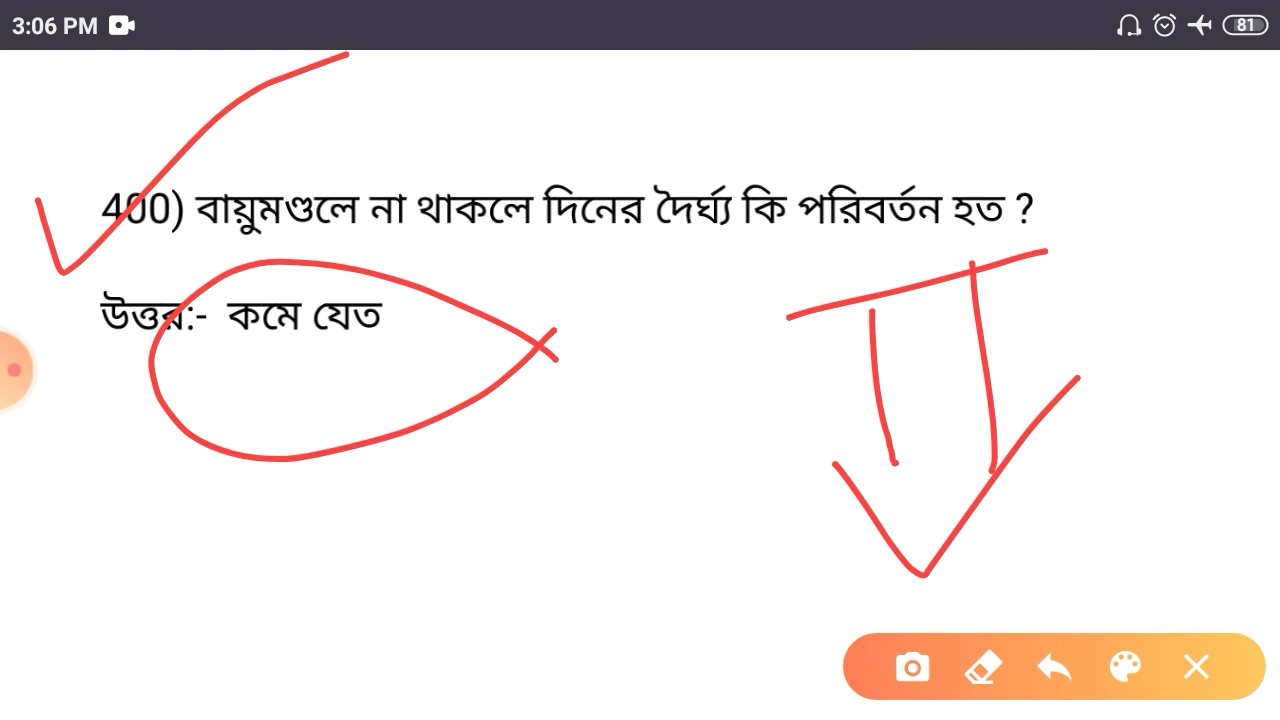 3:06 PM 81
400) বায়ুমণ্ডলে না থাকলে দিনের দৈর্ঘ্য কি পরিবর্তন হত ?
উত্তর:- কমে যেত